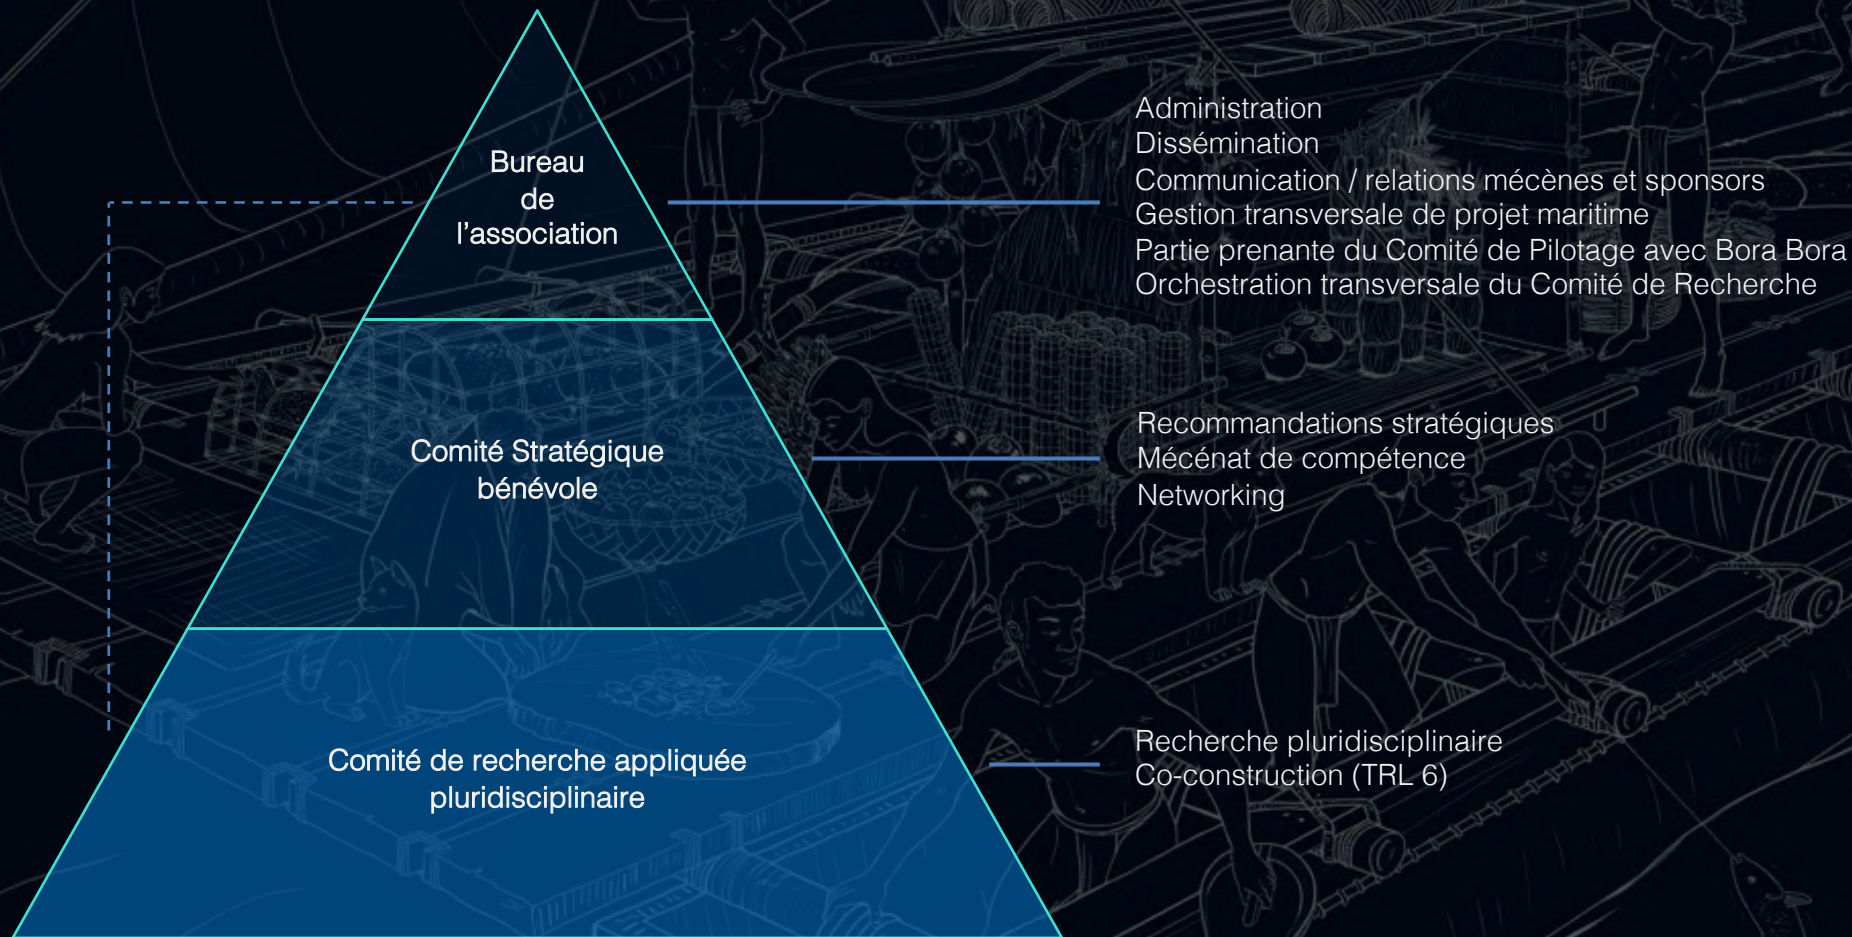 Bureau
de
l’association
Administration
Dissémination
Communication / relations mécènes et sponsors
Gestion transversale de projet maritime
Partie prenante du Comité de Pilotage avec Bora Bora
Orchestration transversale du Comité de Recherche
Comité Stratégique
bénévole
Recommandations stratégiques
Mécénat de compétence
Networking
Comité de recherche appliquée
pluridisciplinaire
Recherche pluridisciplinaire
Co-construction (TRL 6)